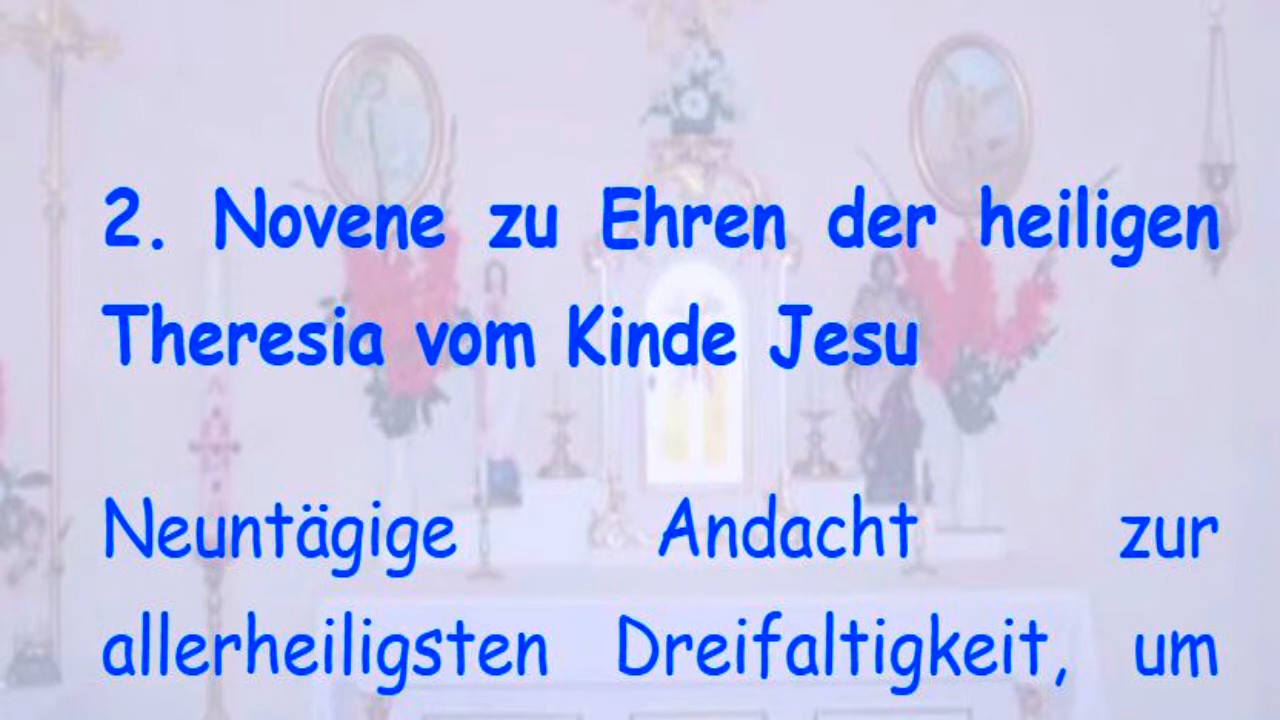 2. Novene zu Ehren der heiligen
Theresia vom Kinde Jesu
Neuntägige Andacht zur
allerheiligsten Dreifaltigkeit, um